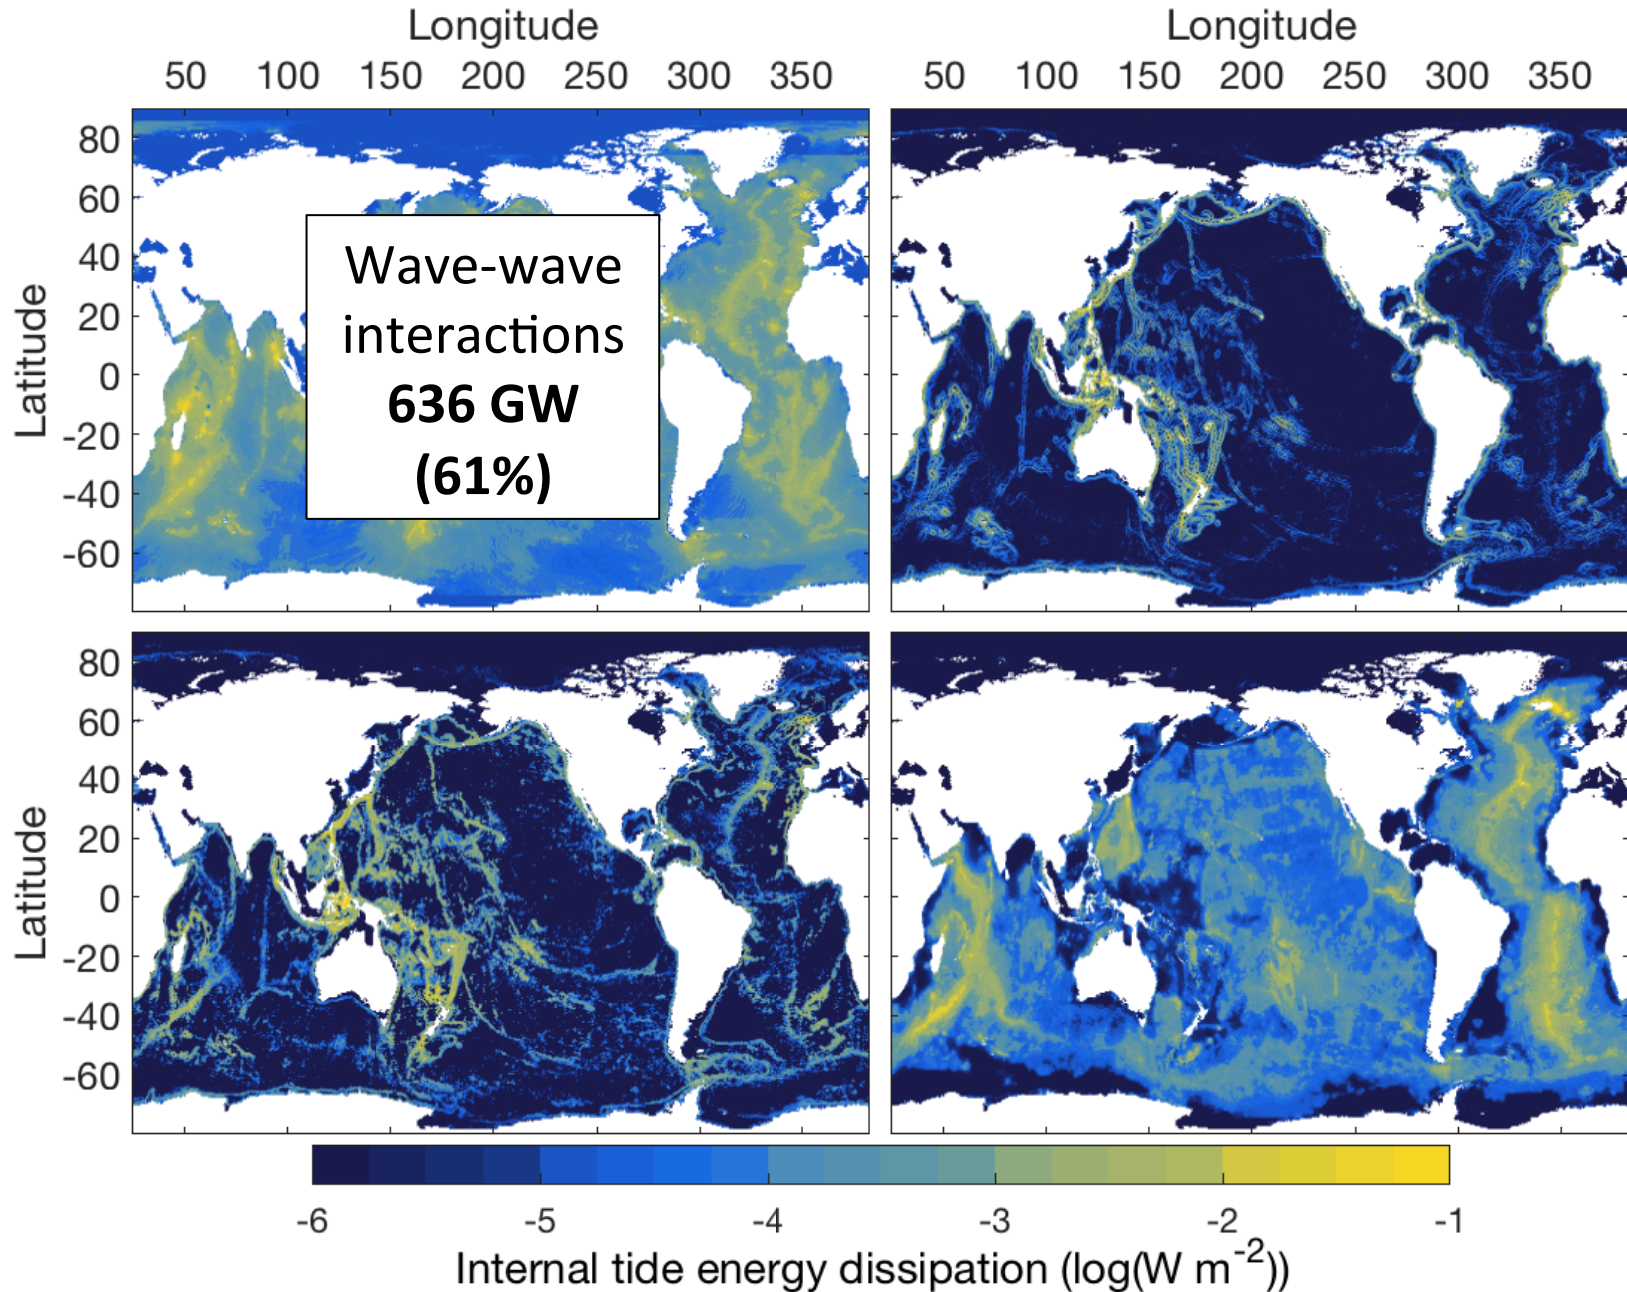 Longitude
Longitude
50 100 150 200 250 300 350
50 100 150 200 250 300 350
Latitude
80
60
40
20
0
-20
-40
-60
Wave-wave
interactions
636 GW
(61%)
Latitude
80
60
40
20
0
-20
-40
-60
-6 -5 -4 -3 -2 -1
Internal tide energy dissipation (log(W m⁻²))